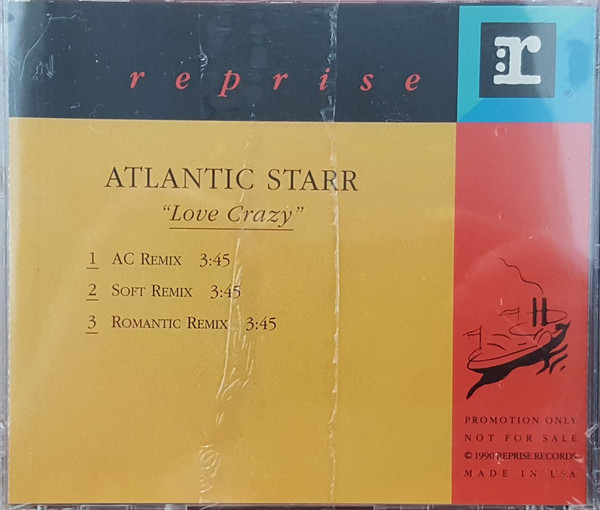 r
reprise
ATLANTIC STARR
"Love Crazy"
1 AC REMIX 3:45
2 SOFT REMIX 3:45
3 ROMANTIC REMIX 3:45
PROMOTION ONLY
NOT FOR SALE
© 1990 REPRISE RECORDS
MADE IN USA